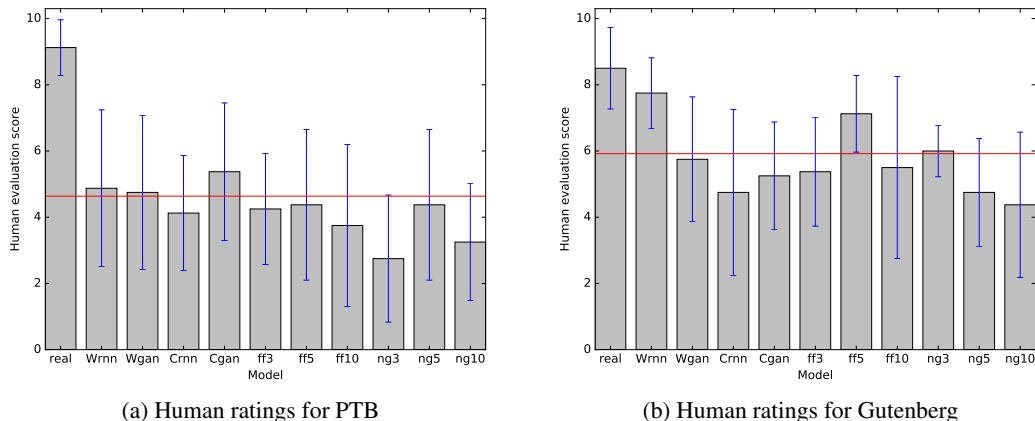 10
8
6
4
2
0
Human evaluation score
real Wrnn Wgan Crnn Cgan ff3 ff5 ff10 ng3 ng5 ng10
Model
(a) Human ratings for PTB
10
8
6
4
2
0
Human evaluation score
real Wrnn Wgan Crnn Cgan ff3 ff5 ff10 ng3 ng5 ng10
Model
(b) Human ratings for Gutenberg